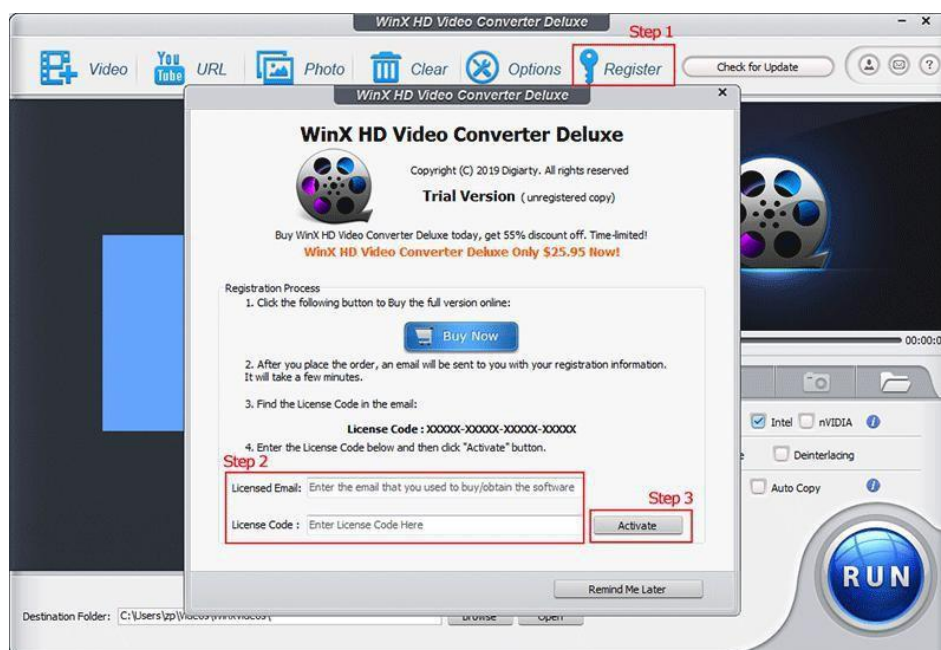 WinX HD Video Converter Deluxe
Step 1
Video
You
Tube
URL
Photo
Clear
Options
Register
Check for Update
WinX HD Video Converter Deluxe
WinX HD Video Converter Deluxe
Copyright (C) 2019 Digiarty. All rights reserved
Trial Version (unregistered copy)
Buy WinX HD Video Converter Deluxe today, get 55% discount off. Time-limited!
WinX HD Video Converter Deluxe Only $25.95 Now!
Registration Process
1. Click the following button to Buy the full version online:
Buy Now
00:00:0
2. After you place the order, an email will be sent to you with your registration information.
It will take a few minutes.
3. Find the License Code in the email:
License Code : XXXXX-XXXXX-XXXXX-XXXXX
Intel nVIDIA
4. Enter the License Code below and then click "Activate" button.
Deinterlacing
Step 2
Licensed Email: Enter the email that you used to buy/obtain the software
Auto Copy
Step 3
License Code : Enter License Code Here
Activate
RUN
Remind Me Later
Destination Folder: C:\Users\zp\Videos\WinXVideos\
Browse Open